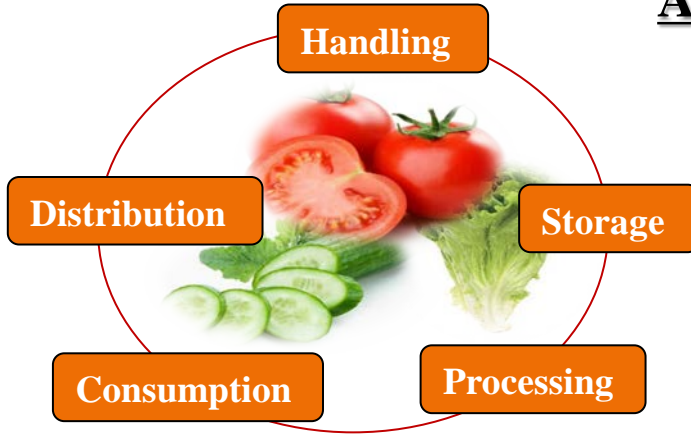 A
Handling
Distribution
Storage
Consumption
Processing